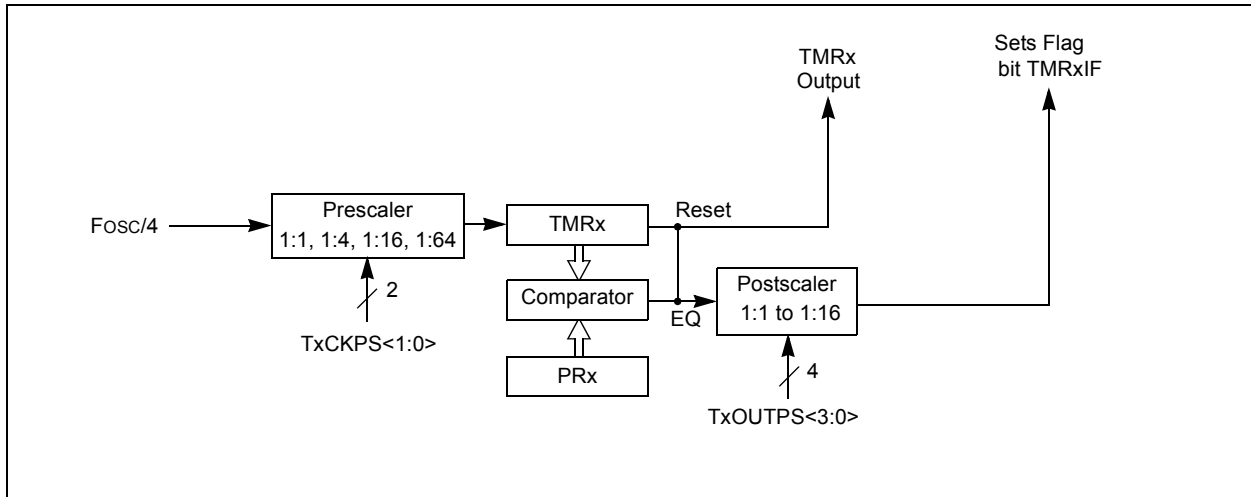 TMRx
Output
Sets Flag
bit TMRxIF
FOSC/4
Prescaler
1:1, 1:4, 1:16, 1:64
2
TxCKPS<1:0>
TMRx
Reset
Comparator
EQ
PRx
Postscaler
1:1 to 1:16
4
TxOUTPS<3:0>